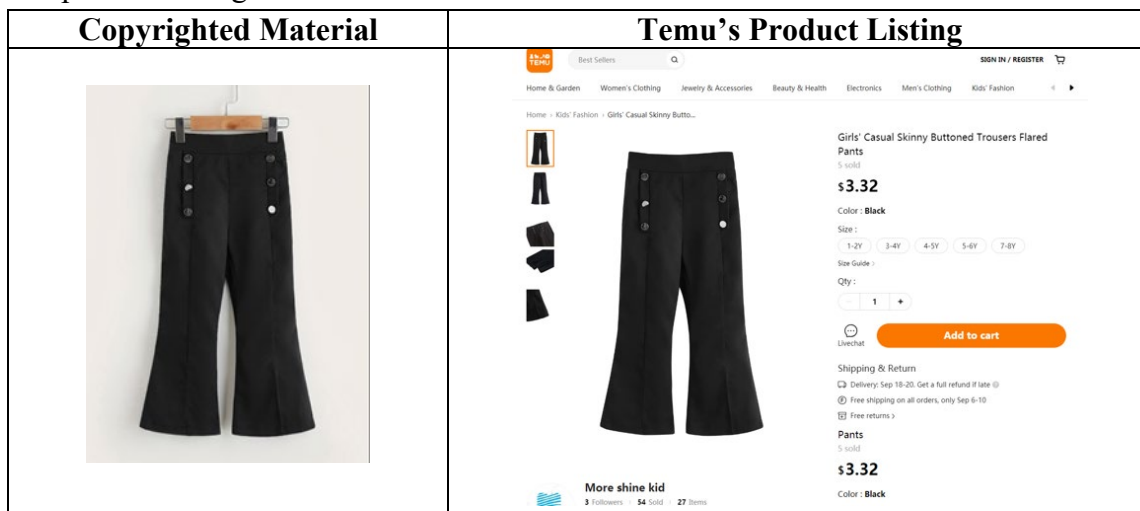 Copyrighted Material
Temu's Product Listing
TEMU
Best Sellers
SIGN IN / REGISTER
Home & Garden Women's Clothing Jewelry & Accessories Beauty & Health Electronics Men's Clothing Kids' Fashion
Home > Kids' Fashion > Girls' Casual Skinny Butto...
Girls' Casual Skinny Buttoned Trousers Flared
Pants
5 sold
$3.32
Color : Black
Size :
1-2Y 3-4Y 4-5Y 5-6Y 7-8Y
Size Guide >
Qty :
- 1 +
Livechat
Add to cart
Shipping & Return
Delivery: Sep 18-20. Get a full refund if late
Free shipping on all orders, only Sep 6-10
Free returns >
Pants
5 sold
$3.32
Color : Black
More shine kid
3 Followers 54 Sold 27 Items